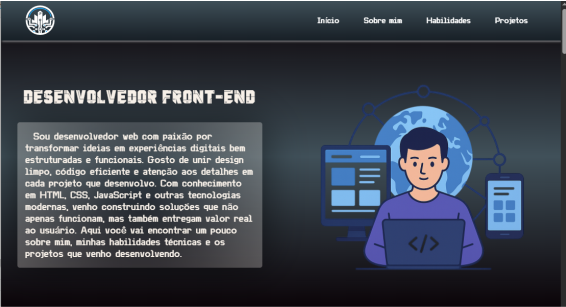 Início Sobre mim Habilidades Projetos
DESENVOLVEDOR FRONT-END
Sou desenvolvedor web com paixão por
transformar ideias em experiências digitais bem
estruturadas e funcionais. Gosto de unir design
limpo, código eficiente e atenção aos detalhes em
cada projeto que desenvolvo. Com conhecimento
em HTML, CSS, JavaScript e outras tecnologias
modernas, venho construindo soluções que não
apenas funcionam, mas também entregam valor real
ao usuário. Aqui você vai encontrar um pouco
sobre mim, minhas habilidades técnicas e os
projetos que venho desenvolvendo.
</>